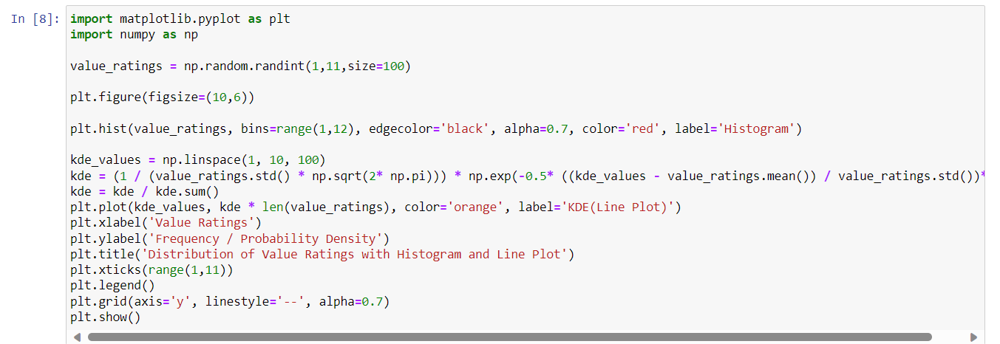 In [8]: import matplotlib.pyplot as plt
import numpy as np
value_ratings = np.random.randint(1,11,size=100)
plt.figure(figsize=(10,6))
plt.hist(value_ratings, bins=range(1,12), edgecolor='black', alpha=0.7, color='red', label='Histogram')
kde_values = np.linspace(1, 10, 100)
kde = (1 / (value_ratings.std() * np.sqrt(2* np.pi))) * np.exp(-0.5* ((kde_values - value_ratings.mean()) / value_ratings.std())*
kde = kde / kde.sum()
plt.plot(kde_values, kde * len(value_ratings), color='orange', label='KDE(Line Plot)')
plt.xlabel('Value Ratings')
plt.ylabel('Frequency / Probability Density')
plt.title('Distribution of Value Ratings with Histogram and Line Plot')
plt.xticks(range(1,11))
plt.legend()
plt.grid(axis='y', linestyle='--', alpha=0.7)
plt.show()